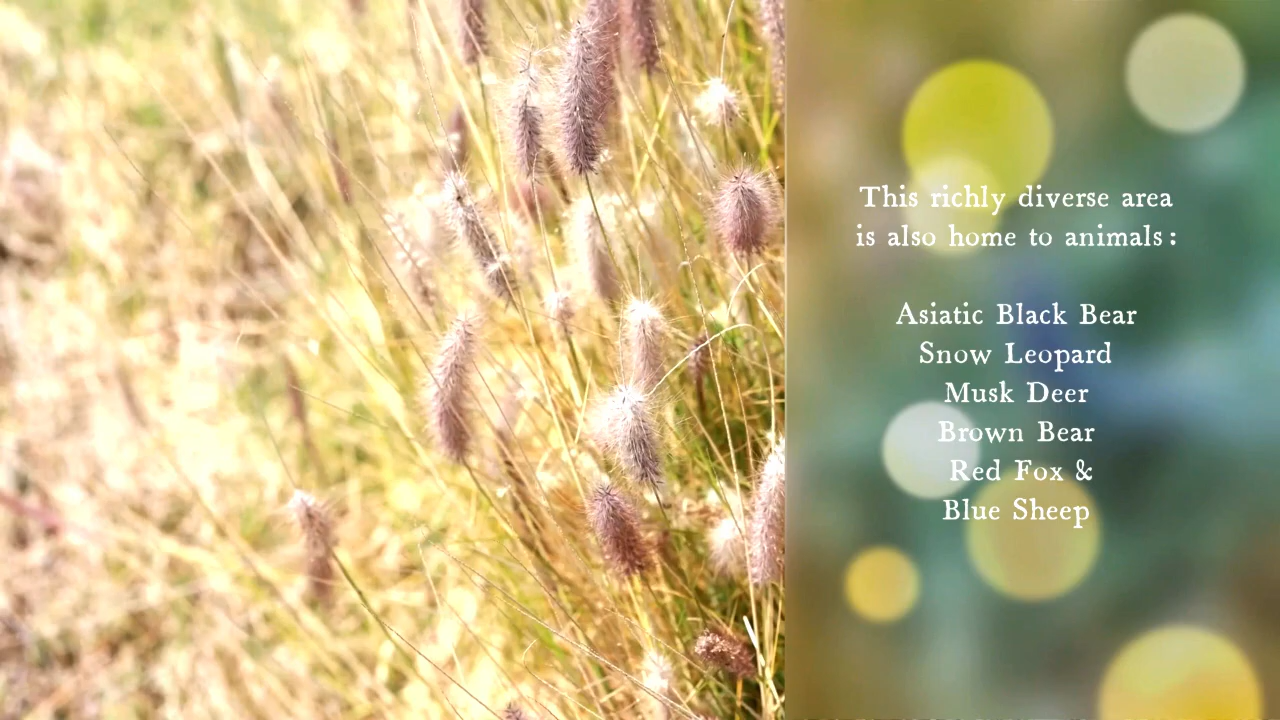 This richly diverse area
is also home to animals:
Asiatic Black Bear
Snow Leopard
Musk Deer
Brown Bear
Red Fox &
Blue Sheep